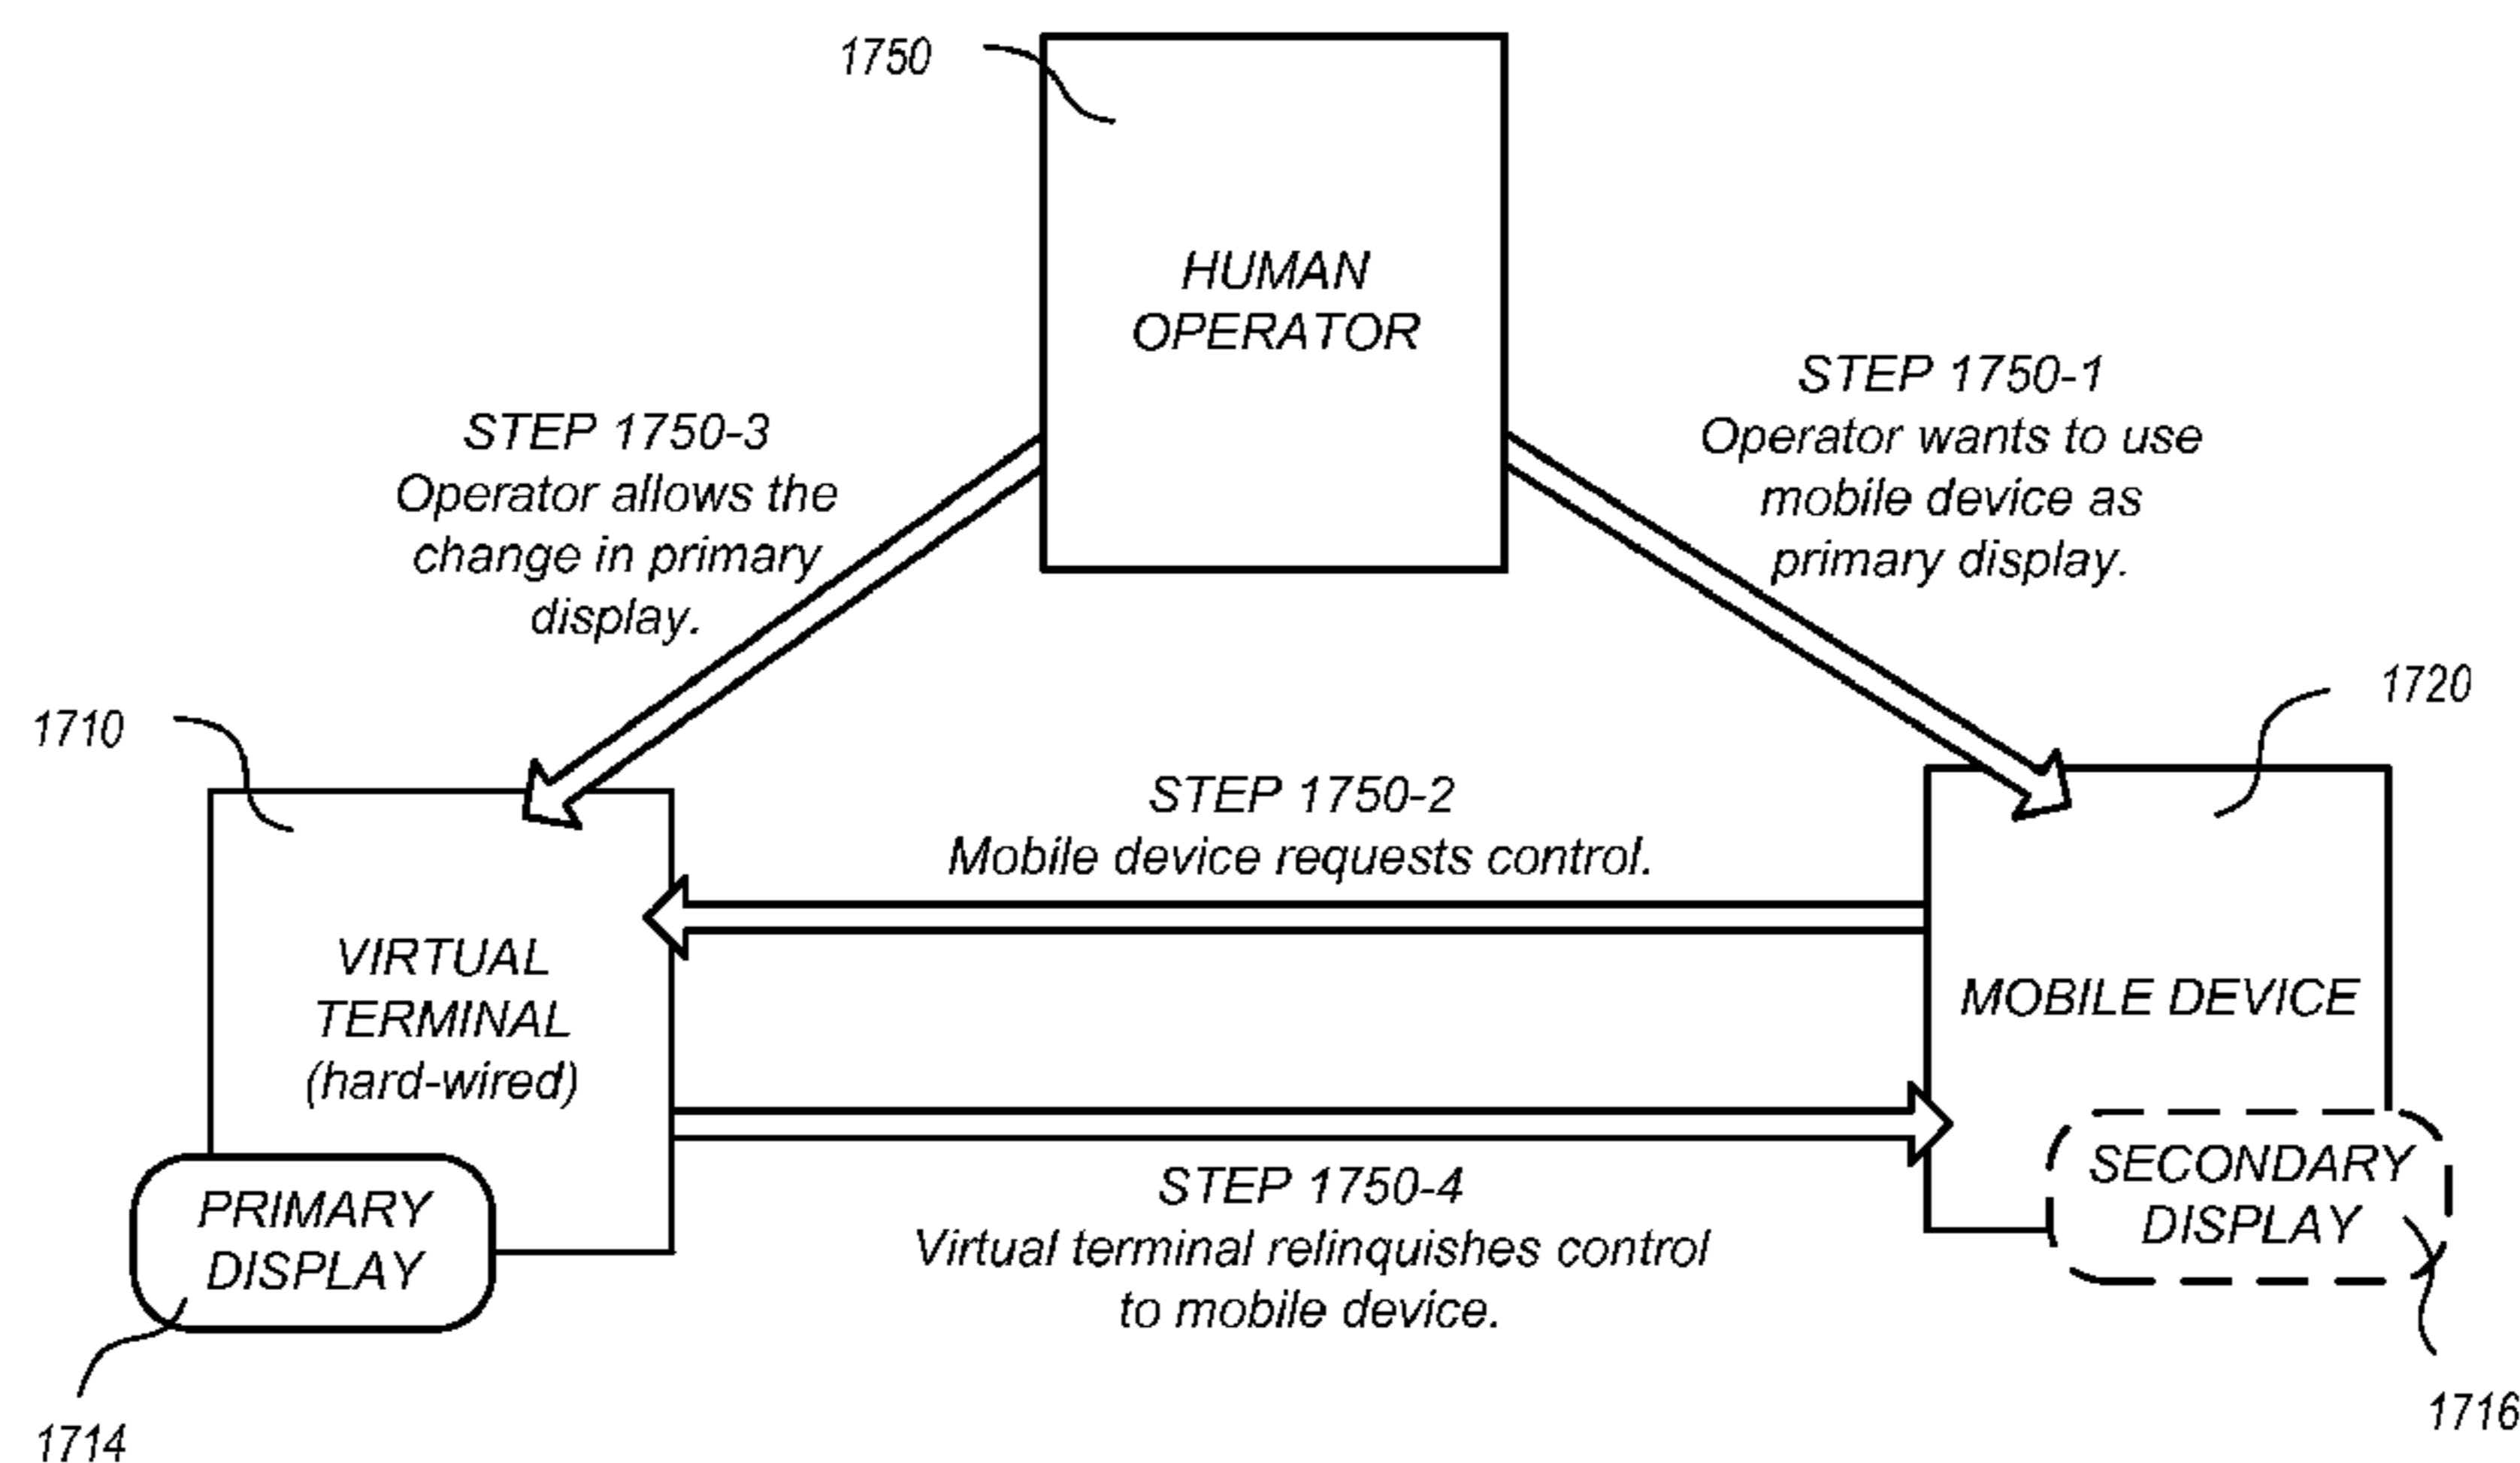 1750
HUMAN
OPERATOR
STEP 1750-1
Operator wants to use
mobile device as
primary display.
STEP 1750-3
Operator allows the
change in primary
display.
1720
1710
STEP 1750-2
Mobile device requests control.
VIRTUAL
TERMINAL
(hard-wired)
MOBILE DEVICE
PRIMARY
DISPLAY
STEP 1750-4
Virtual terminal relinquishes control
to mobile device.
SECONDARY
DISPLAY
1714
1716